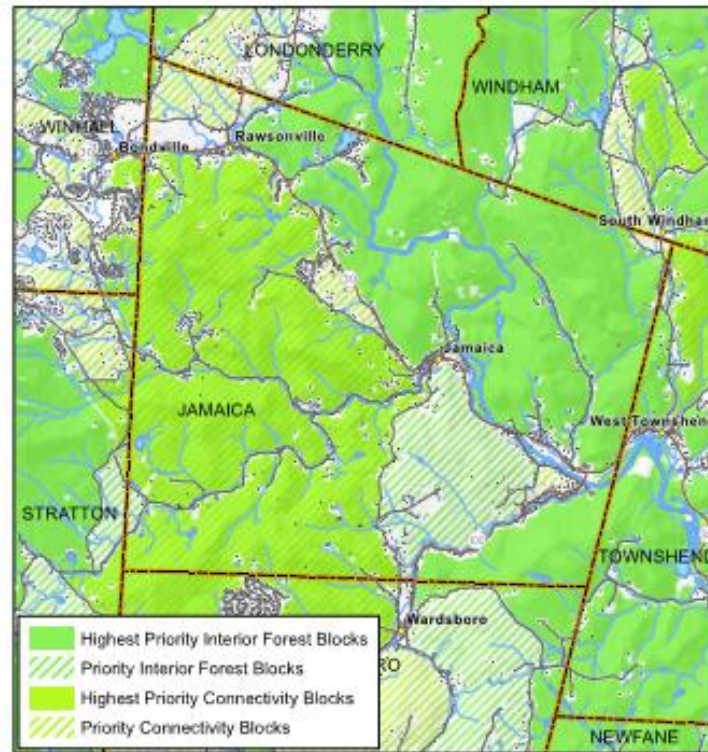 LONDONDERRY
WINDHAM
WINHALL
Bondville
Rawsonville
South Windham
Jamaica
JAMAICA
West Townshend
STRATTON
TOWNSHEND
Wardsboro
RO
NEWFANE
Highest Priority Interior Forest Blocks
Priority Interior Forest Blocks
Highest Priority Connectivity Blocks
Priority Connectivity Blocks